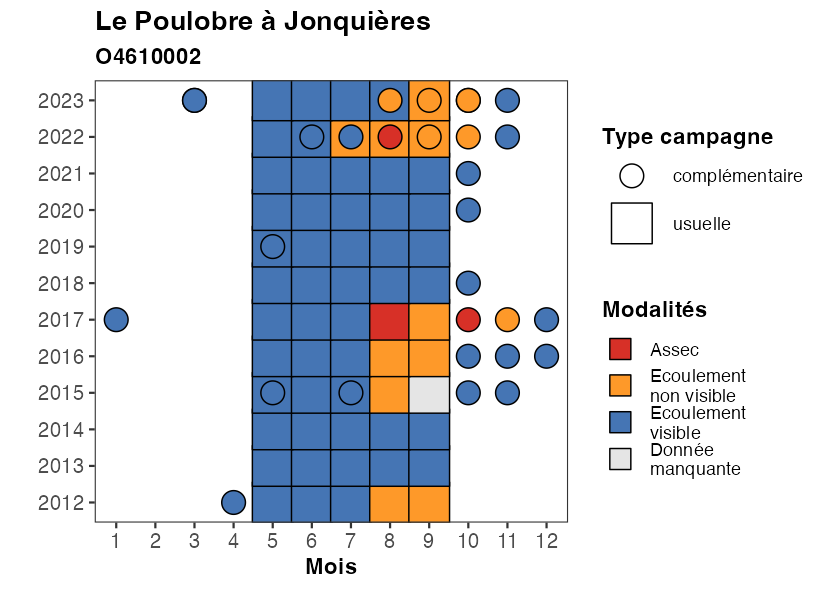 Le Poulobre à Jonquières
O4610002
2023
2022
2021
2020
2019
2018
2017
2016
2015
2014
2013
2012
1 2 3 4 5 6 7 8 9 10 11 12
Mois
Type campagne
complémentaire
usuelle
Modalités
Assec
Ecoulement
non visible
Ecoulement
visible
Donnée
manquante